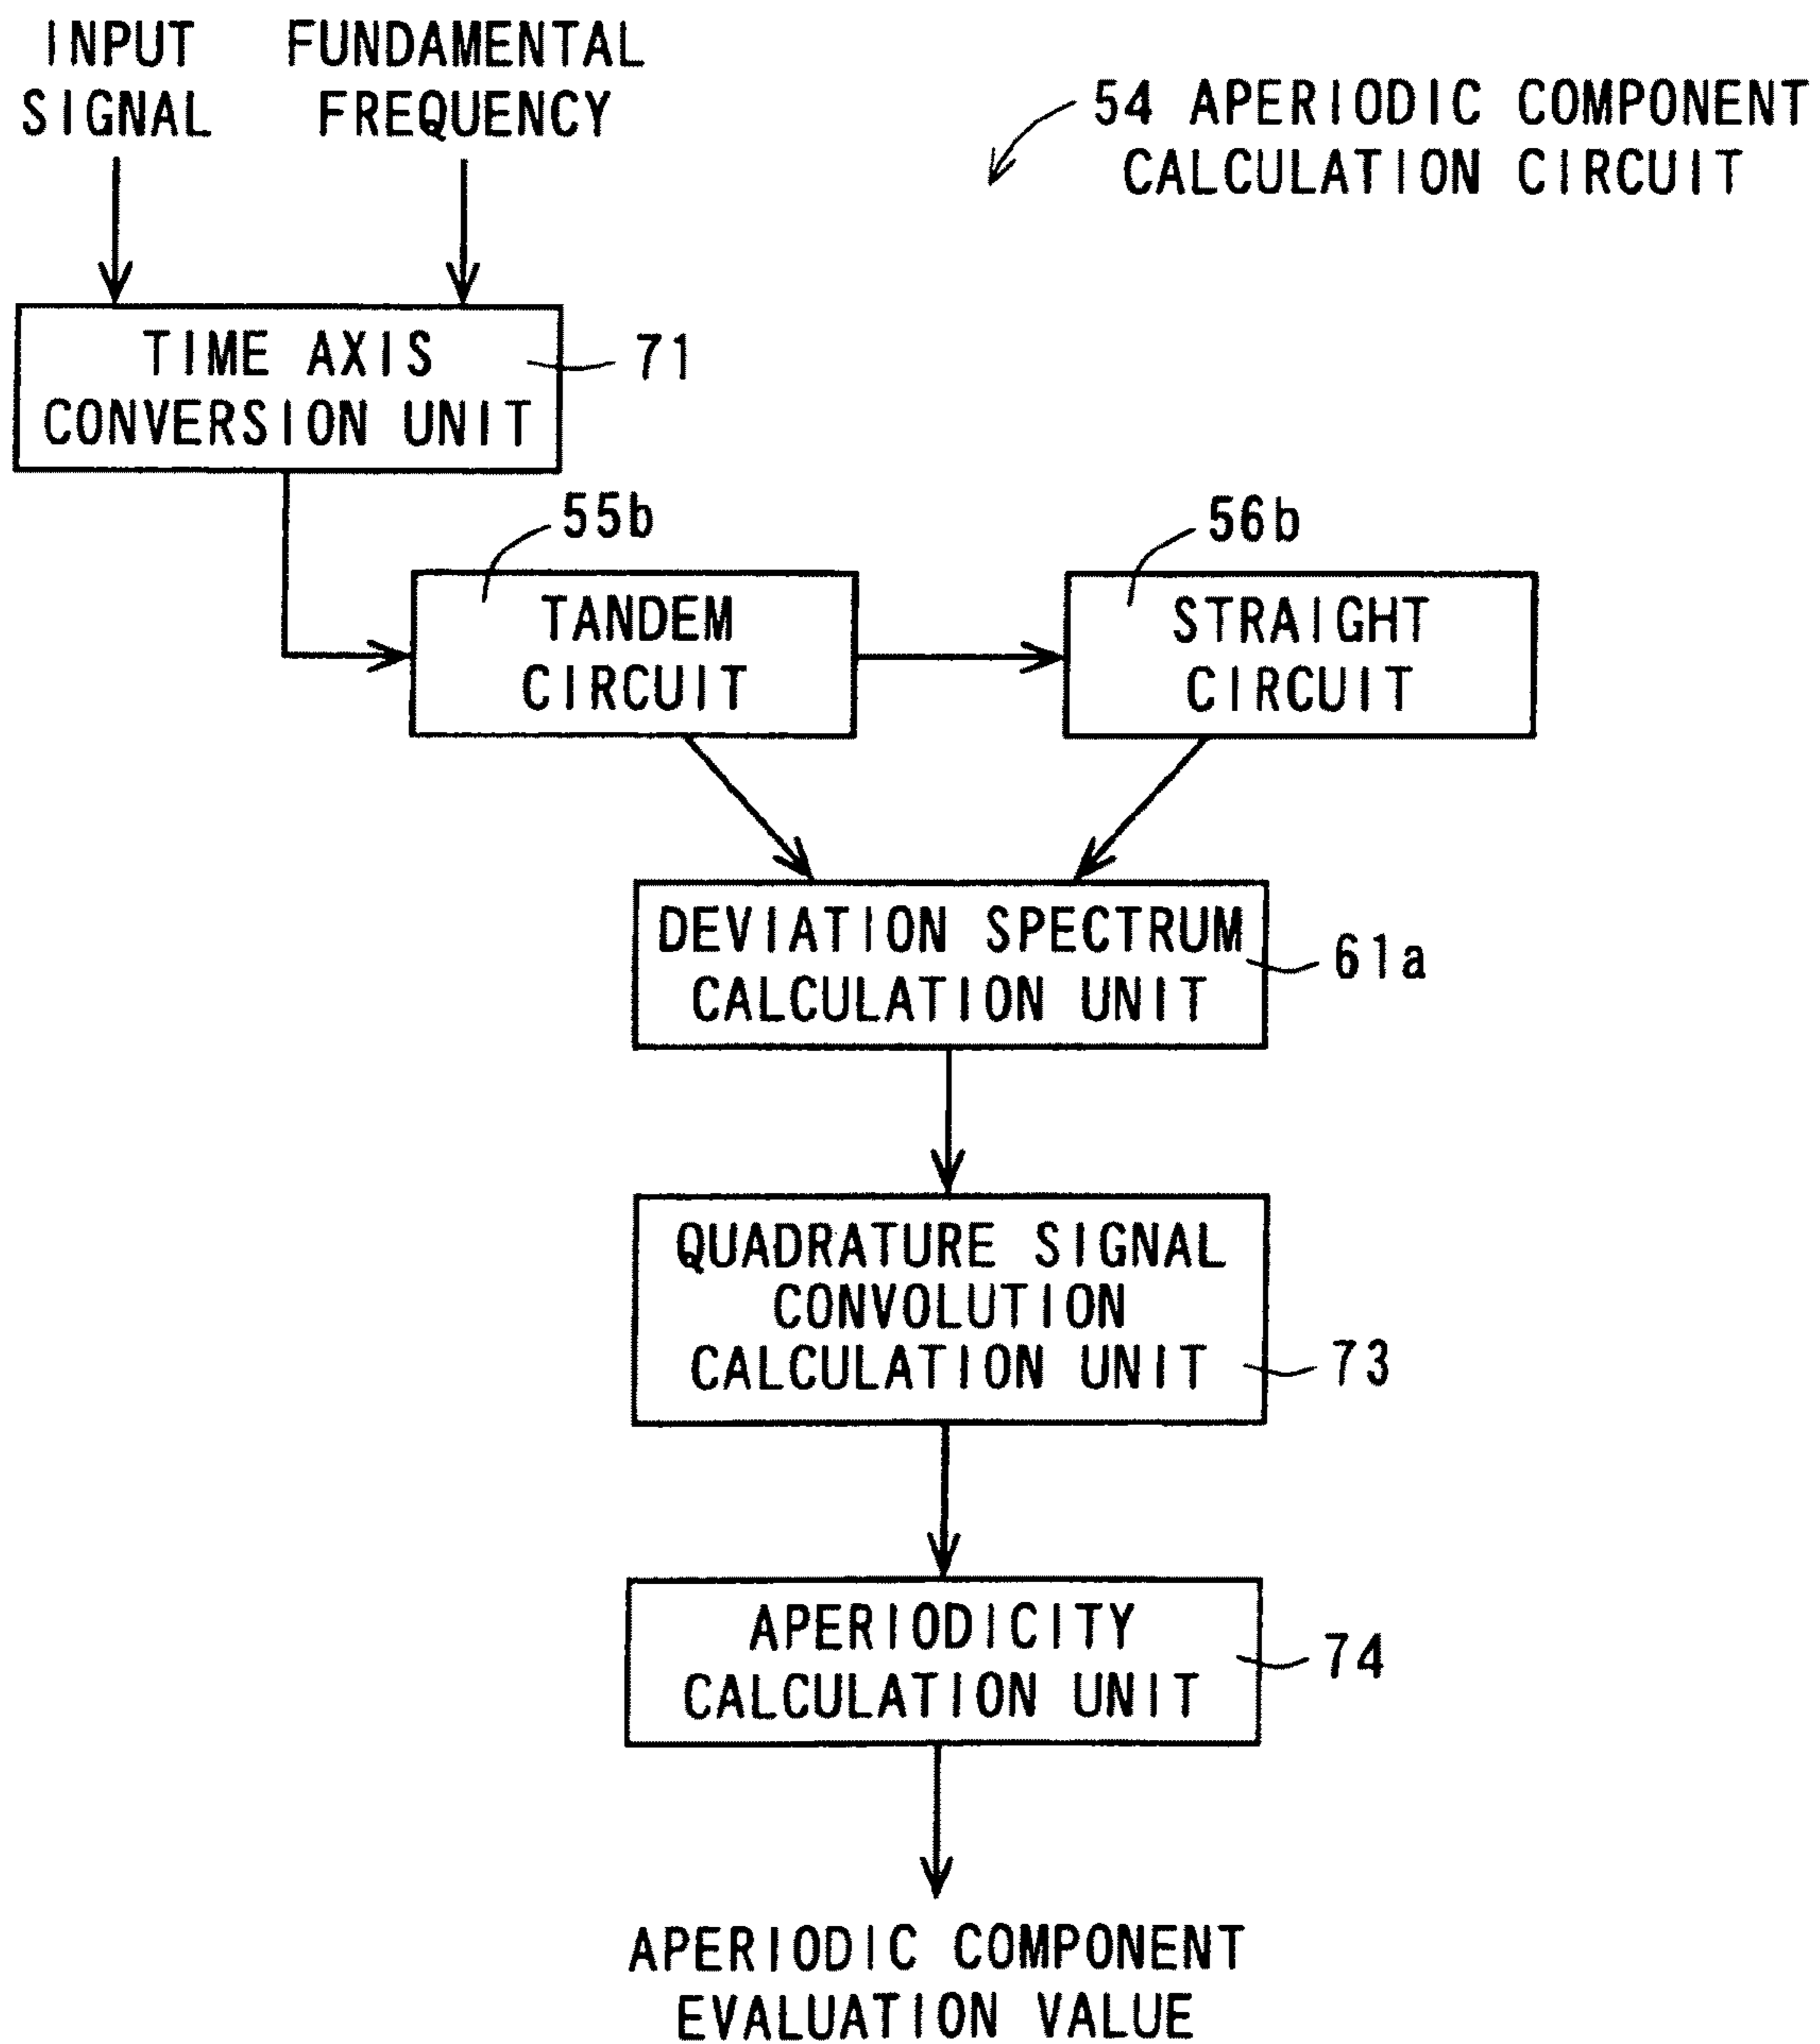 INPUT
SIGNAL
FUNDAMENTAL
FREQUENCY
54 APERIODIC COMPONENT
CALCULATION CIRCUIT
TIME AXIS
CONVERSION UNIT
71
55b
56b
TANDEM
CIRCUIT
STRAIGHT
CIRCUIT
DEVIATION SPECTRUM
CALCULATION UNIT
61a
QUADRATURE SIGNAL
CONVOLUTION
CALCULATION UNIT
73
APERIODICITY
CALCULATION UNIT
74
APERIODIC COMPONENT
EVALUATION VALUE